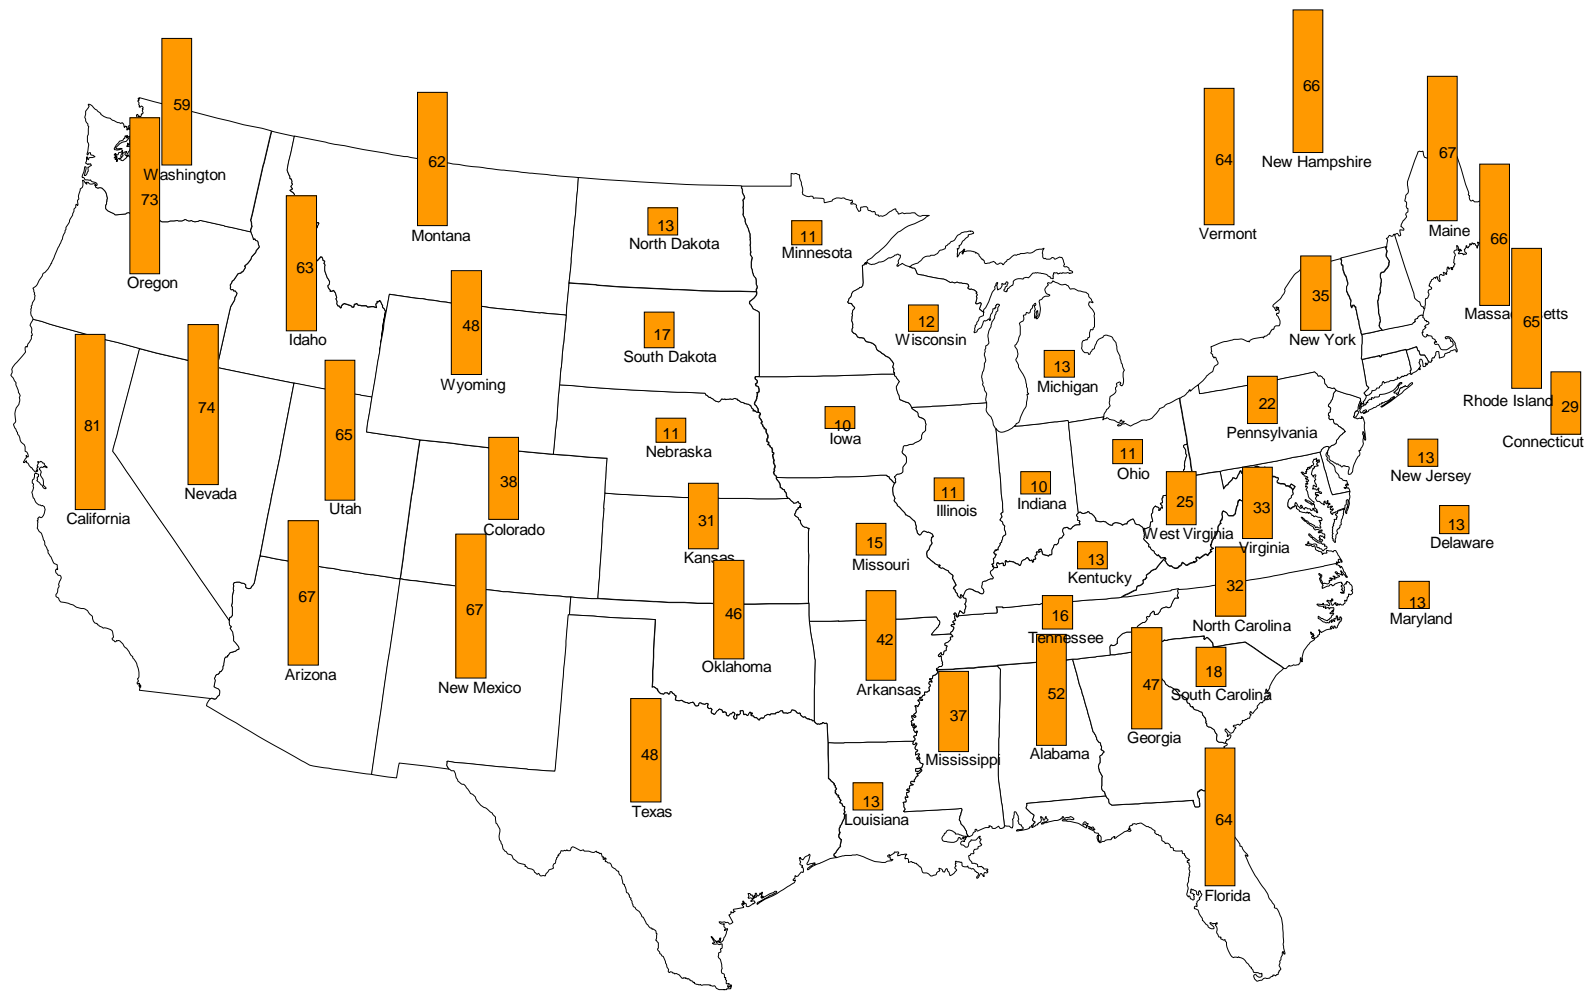 66
New Hampshire
59
Washington
62
Montana
64
Vermont
67
Maine
73
Oregon
63
Idaho
13
North Dakota
11
Minnesota
66
Massac etts
65
Rhode Island
29
Connecticut
48
Wyoming
17
South Dakota
12
Wisconsin
13
Michigan
35
New York
81
California
74
Nevada
65
Utah
38
Colorado
11
Nebraska
10
Iowa
22
Pennsylvania
11
Ohio
13
New Jersey
31
Kansas
15
Missouri
11
Illinois
10
Indiana
25
West Virginia
33
Virginia
13
Delaware
67
Arizona
67
New Mexico
46
Oklahoma
42
Arkansas
13
Kentucky
16
Tennessee
32
North Carolina
13
Maryland
48
Texas
37
Mississippi
52
Alabama
47
Georgia
18
South Carolina
13
Louisiana
64
Florida